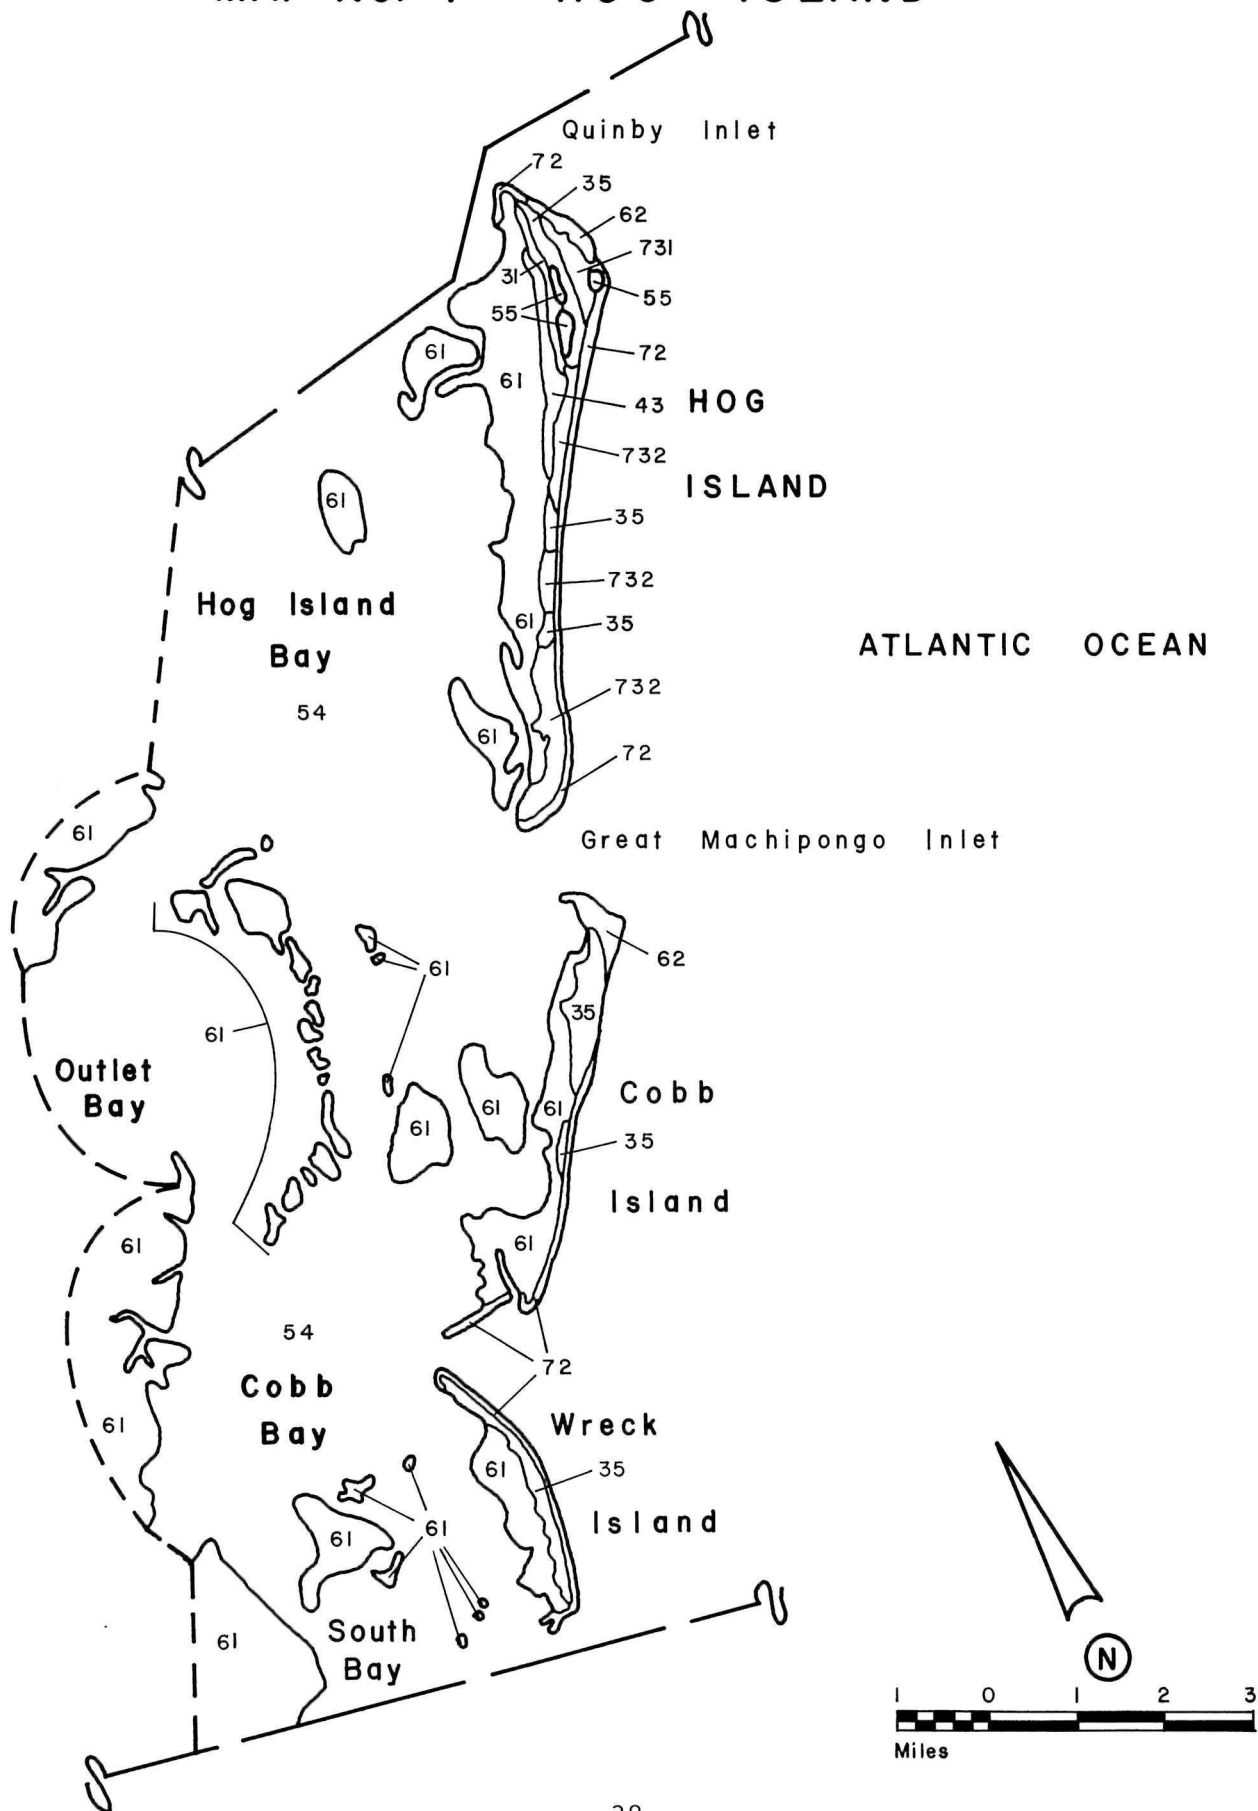 Quinby Inlet
72
35
62
731
31
55
55
72
61
61
43
HOG
732
ISLAND
61
35
732
Hog Island
Bay
61
35
ATLANTIC OCEAN
732
54
61
72
61
Great Machipongo Inlet
62
61
35
61
Outlet
Bay
Cobb
61
61
61
35
Island
61
61
54
72
Cobb
Bay
Wreck
61
61
35
Island
61
61
South
Bay
61
N
1 0 1 2 3
Miles